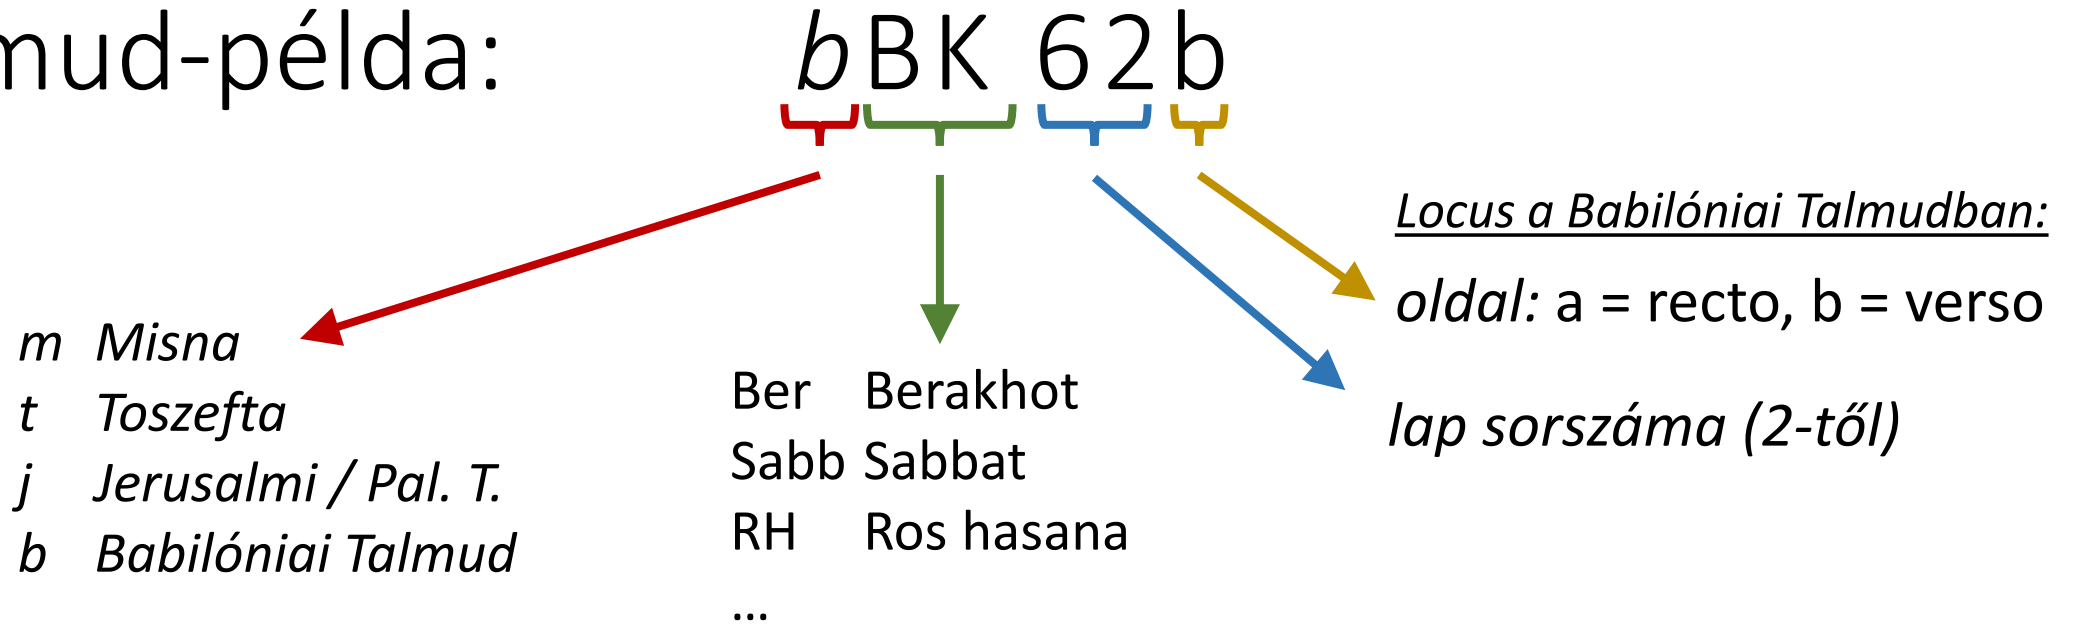 mud-példa: bBK 62b
Locus a Babilóniai Talmudban:
oldal: a = recto, b = verso
lap sorszáma (2-től)
m Misna
t Toszefta
j Jerusalmi / Pal. T.
b Babilóniai Talmud
Ber Berakhot
Sabb Sabbat
RH Ros hasana
...